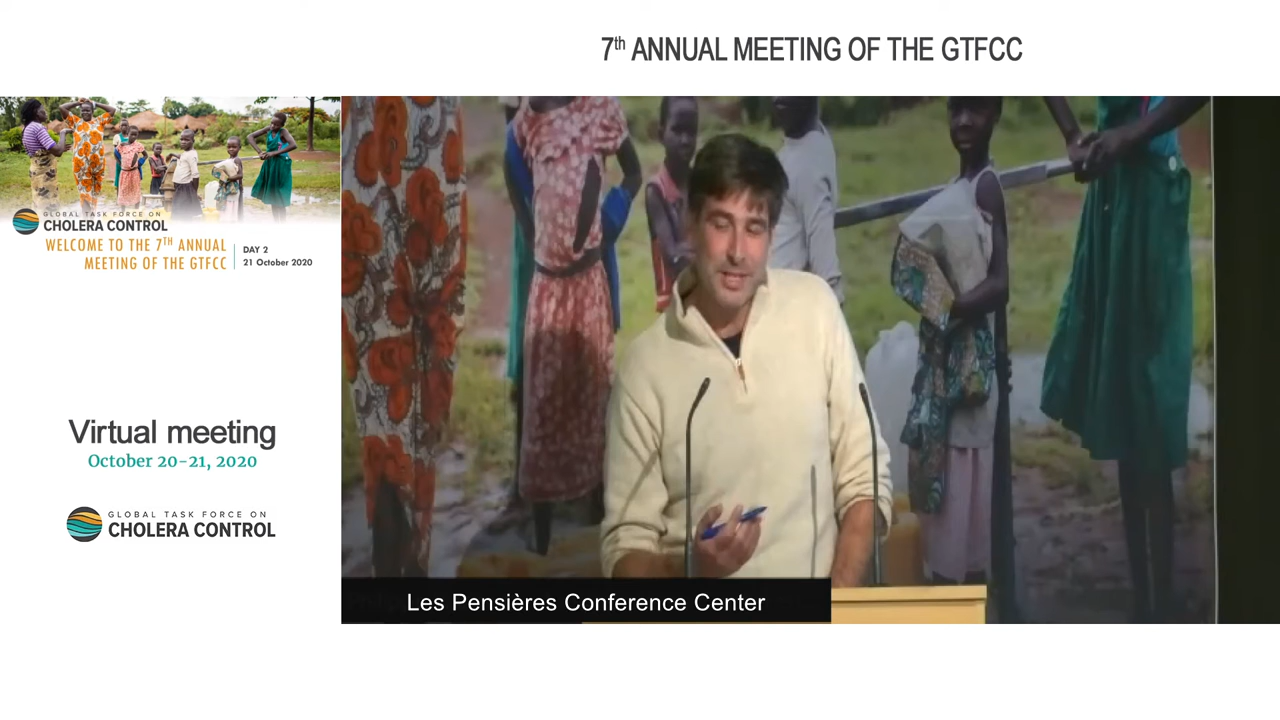 7th ANNUAL MEETING OF THE GTFCC
GLOBAL TASK FORCE ON
CHOLERA CONTROL
WELCOME TO THE 7TH ANNUAL
MEETING OF THE GTFCC
DAY 2
21 October 2020
Virtual meeting
October 20-21, 2020
GLOBAL TASK FORCE ON
CHOLERA CONTROL
Les Pensières Conference Center